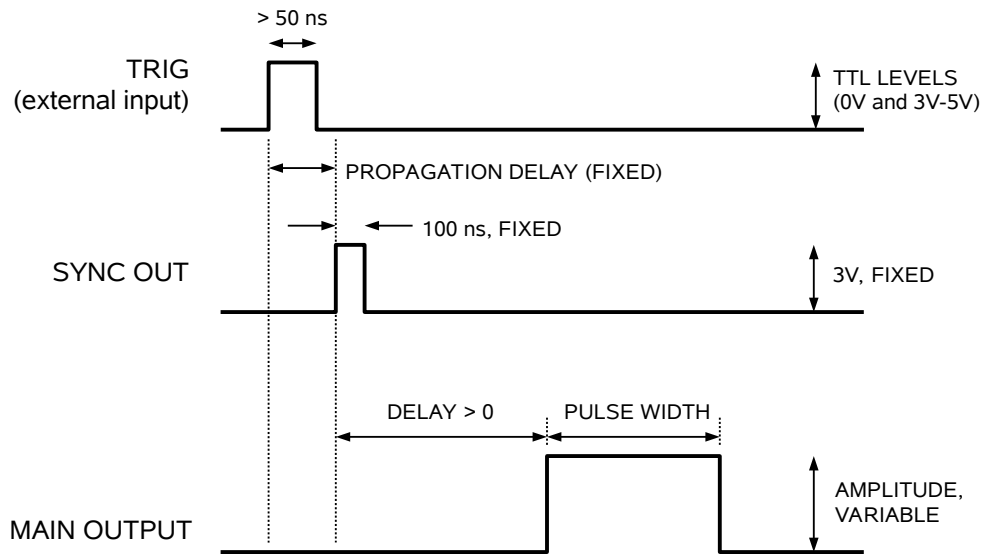 > 50 ns
TRIG
(external input)
TTL LEVELS
(0V and 3V-5V)
PROPAGATION DELAY (FIXED)
100 ns, FIXED
SYNC OUT
3V, FIXED
DELAY > 0
PULSE WIDTH
AMPLITUDE,
VARIABLE
MAIN OUTPUT